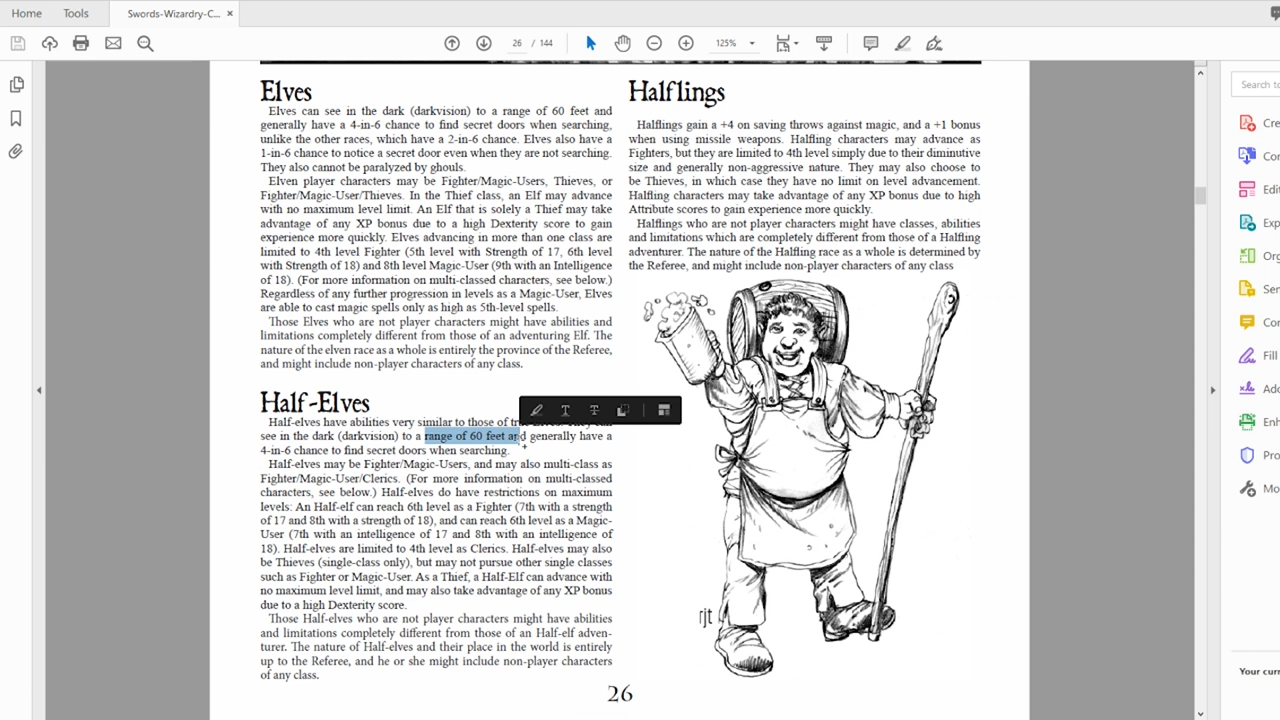 Home
Tools
Swords-Wizardry-C... ×
26 / 144
125%
Elves
Elves can see in the dark (darkvision) to a range of 60 feet and
generally have a 4-in-6 chance to find secret doors when searching,
unlike the other races, which have a 2-in-6 chance. Elves also have a
1-in-6 chance to notice a secret door even when they are not searching.
They also cannot be paralyzed by ghouls.
Elven player characters may be Fighter/Magic-Users, Thieves, or
Fighter/Magic-User/Thieves. In the Thief class, an Elf may advance
with no maximum level limit. An Elf that is solely a Thief may take
advantage of any XP bonus due to a high Dexterity score to gain
experience more quickly. Elves advancing in more than one class are
limited to 4th level Fighter (5th level with Strength of 17, 6th level
with Strength of 18) and 8th level Magic-User (9th with an Intelligence
of 18). (For more information on multi-classed characters, see below.)
Regardless of any further progression in levels as a Magic-User, Elves
are able to cast magic spells only as high as 5th-level spells.
Those Elves who are not player characters might have abilities and
limitations completely different from those of an adventuring Elf. The
nature of the elven race as a whole is entirely the province of the Referee,
and might include non-player characters of any class.
Half-Elves
Half-elves have abilities very similar to those of
see in the dark (darkvision) to a range of 60 feet and generally have a
4-in-6 chance to find secret doors when searching.
Half-elves may be Fighter/Magic-Users, and may also multi-class as
Fighter/Magic-User/Clerics. (For more information on multi-classed
characters, see below.) Half-elves do have restrictions on maximum
levels: An Half-elf can reach 6th level as a Fighter (7th with a strength
of 17 and 8th with a strength of 18), and can reach 6th level as a Magic-
User (7th with an intelligence of 17 and 8th with an intelligence of
18). Half-elves are limited to 4th level as Clerics. Half-elves may also
be Thieves (single-class only), but may not pursue other single classes
such as Fighter or Magic-User. As a Thief, a Half-Elf can advance with
no maximum level limit, and may also take advantage of any XP bonus
due to a high Dexterity score.
Those Half-elves who are not player characters might have abilities
and limitations completely different from those of an Half-elf adven-
turer. The nature of Half-elves and their place in the world is entirely
up to the Referee, and he or she might include non-player characters
of any class.
Halflings
Halflings gain a +4 on saving throws against magic, and a +1 bonus
when using missile weapons. Halfling characters may advance as
Fighters, but they are limited to 4th level simply due to their diminutive
size and generally non-aggressive nature. They may also choose to
be Thieves, in which case they have no limit on level advancement.
Halfling characters may take advantage of any XP bonus due to high
Attribute scores to gain experience more quickly.
Halflings who are not player characters might have classes, abilities
and limitations which are completely different from those of a Halfling
adventurer. The nature of the Halfling race as a whole is determined by
the Referee, and might include non-player characters of any class
rjt
26
Search to
Cre
Con
Edit
Exp
Org
Sen
Con
Fill
Add
Enh
Pro
Mo
Your curr